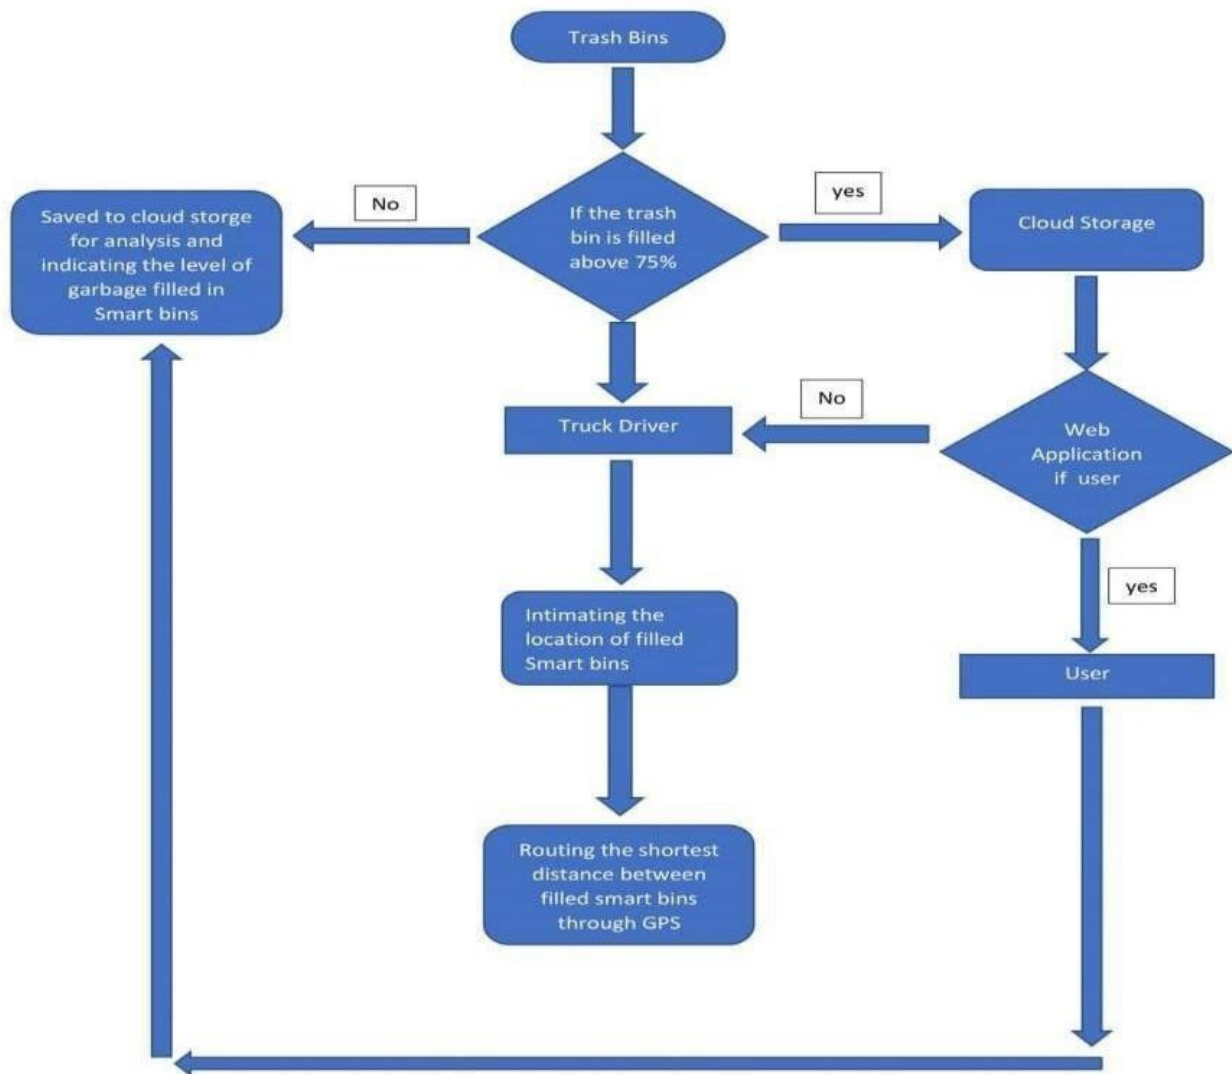 Trash Bins
No
yes
Saved to cloud storge
for analysis and
indicating the level of
garbage filled in
Smart bins
If the trash
bin is filled
above 75%
Cloud Storage
No
Truck Driver
Web
Application
if user
yes
Intimating the
location of filled
Smart bins
User
Routing the shortest
distance between
filled smart bins
through GPS